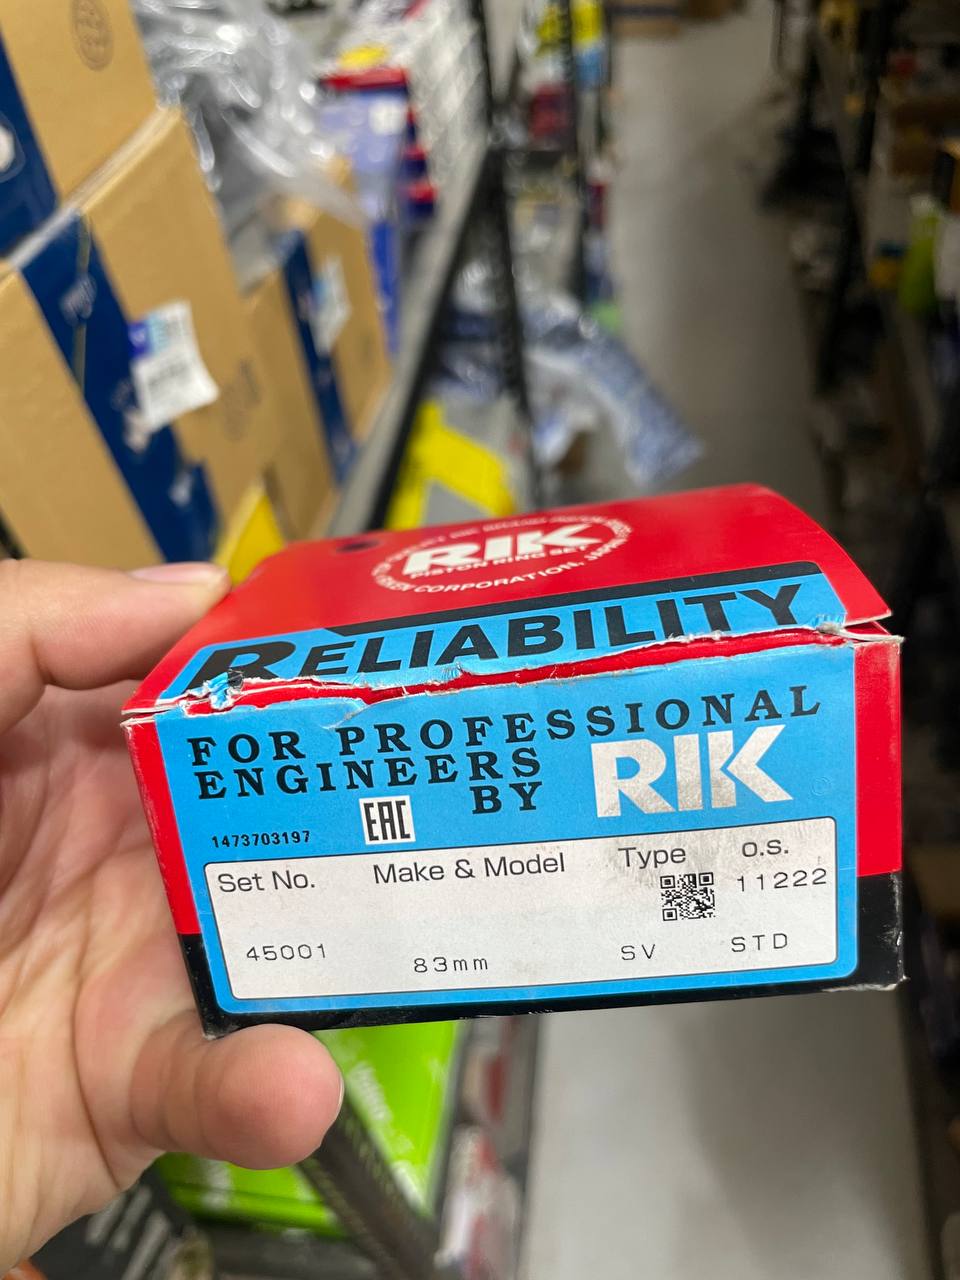 RIK
PISTON RING SET
CORPORATION, JAPAN
RELIABILITY
FOR PROFESSIONAL
ENGINEERS
BY RIK
EAC
1473703197
Set No. Make & Model Type o.s.
11222
45001 83mm SV STD